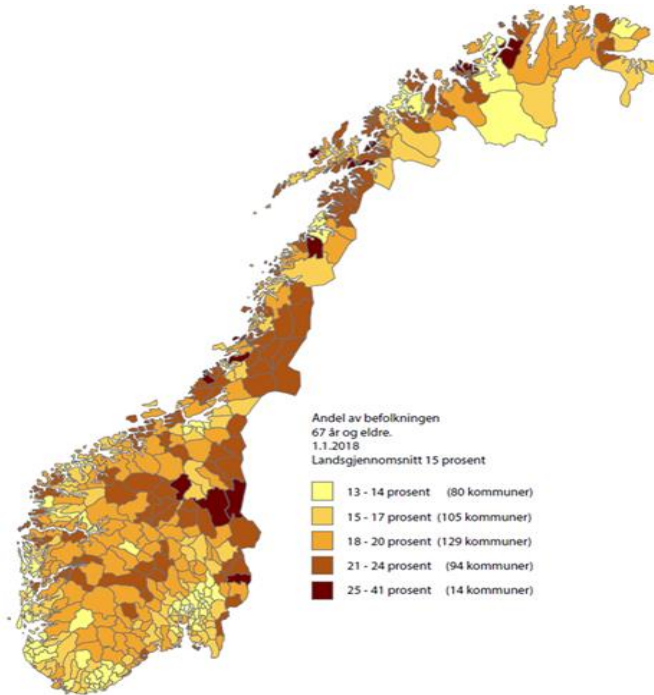 Andel av befolkningen
67 år og eldre.
1.1.2018
Landsgjennomsnitt 15 prosent
13 - 14 prosent (80 kommuner)
15 - 17 prosent (105 kommuner)
18 - 20 prosent (129 kommuner)
21 - 24 prosent (94 kommuner)
25 - 41 prosent (14 kommuner)